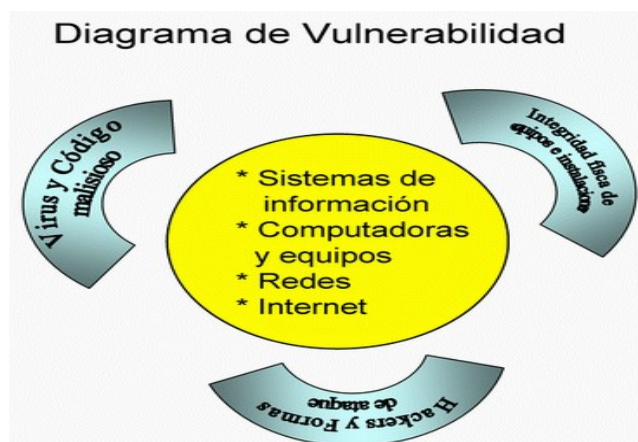 Diagrama de Vulnerabilidad
Virus y Código
malisioso
Integridad física de
equipos e instalaciones
* Sistemas de
información
* Computadoras
y equipos
* Redes
* Internet
Hackers y Formas
de ataque